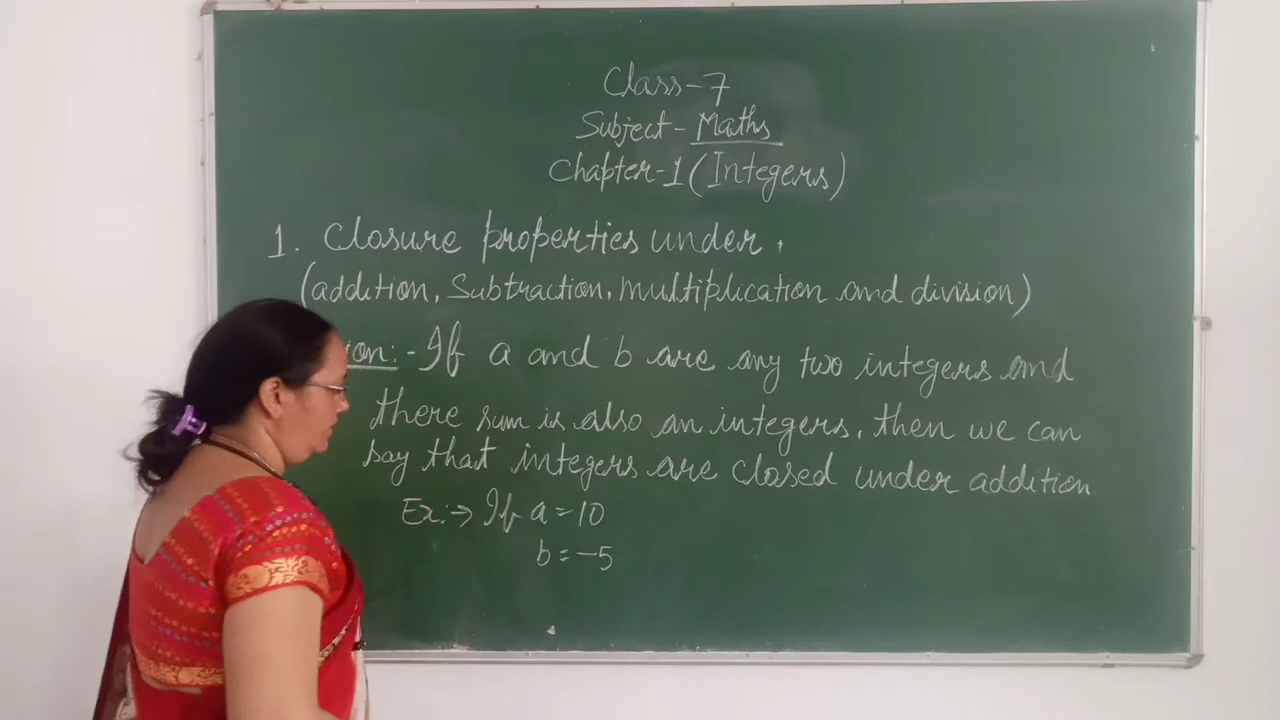 Class-7
Subject- Maths
Chapter-1 (Integers)
1. Closure properties under.
(addition, Subtraction, multiplication and division)
:- If a and b are any two integers and
there sum is also an integers, then we can
say that integers are closed under addition
Ex:→ If a=10
b=-5